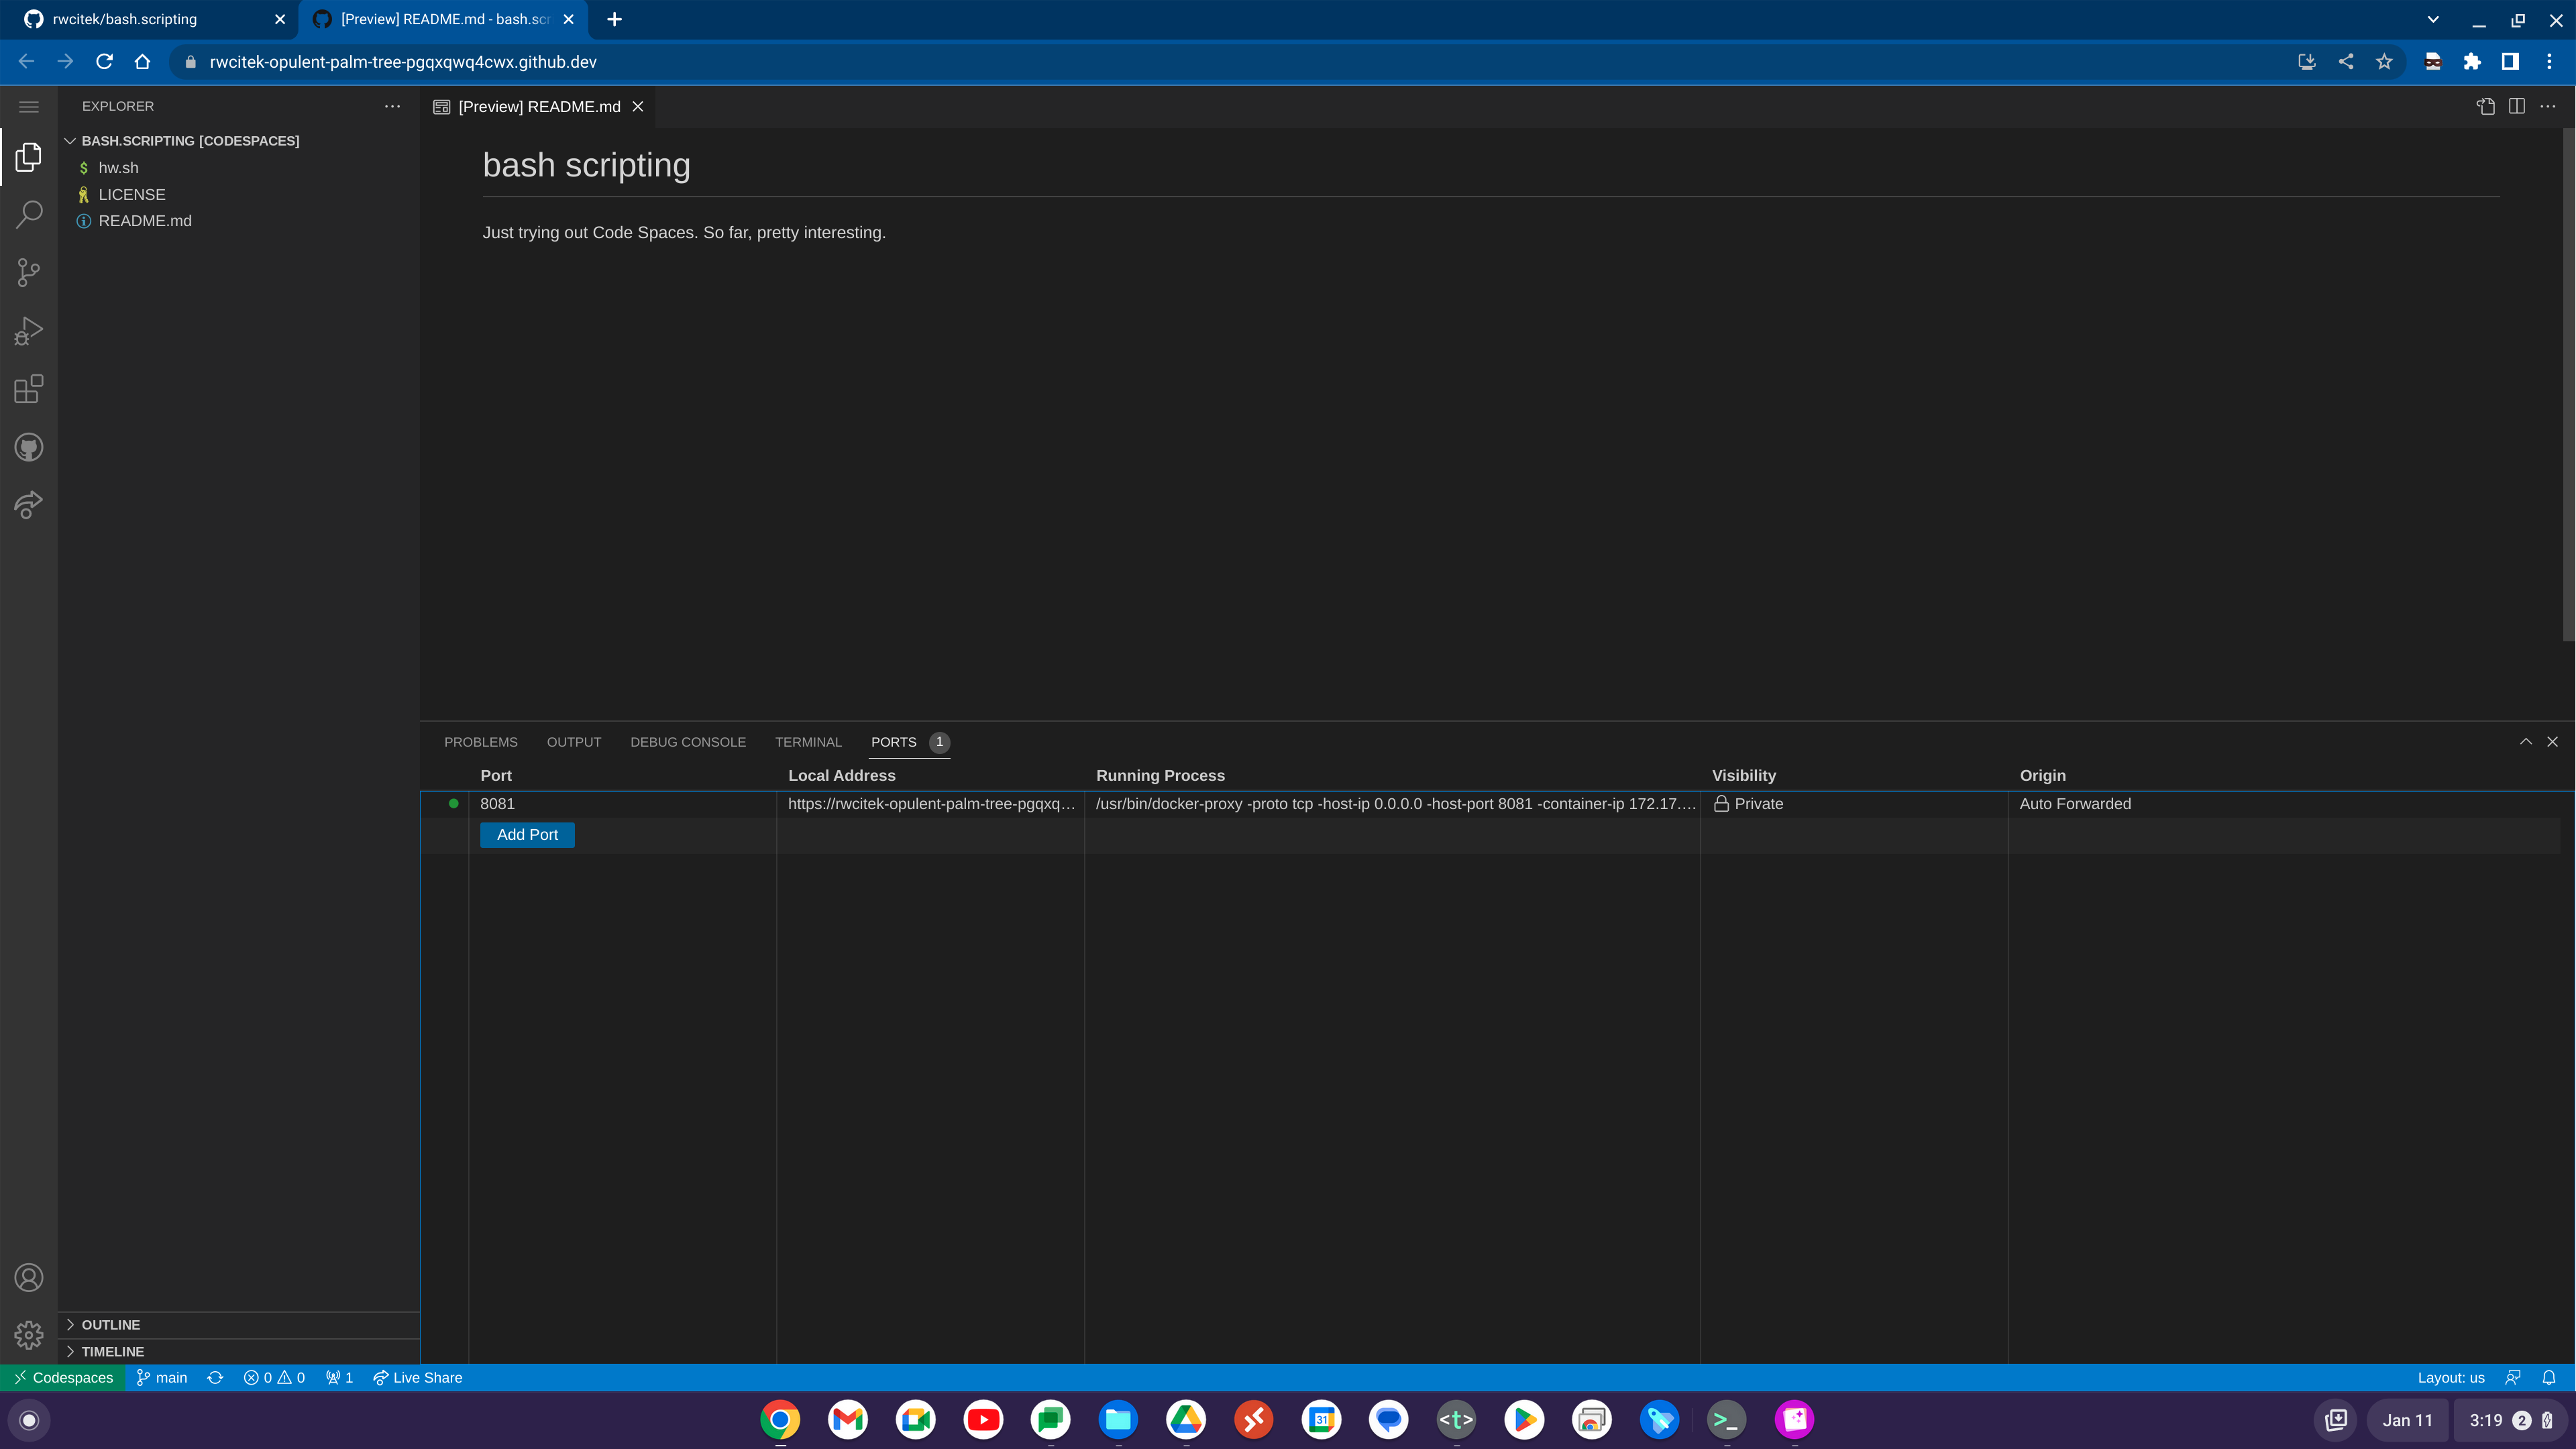 rwcitek/bash.scripting
[Preview] README.md - bash.scr
rwcitek-opulent-palm-tree-pgqxqwq4cwx.github.dev
EXPLORER
[Preview] README.md
BASH.SCRIPTING [CODESPACES]
$ hw.sh
LICENSE
README.md
bash scripting
Just trying out Code Spaces. So far, pretty interesting.
PROBLEMS OUTPUT DEBUG CONSOLE TERMINAL PORTS 1
Port Local Address Running Process Visibility Origin
8081 https://rwcitek-opulent-palm-tree-pgqxq... /usr/bin/docker-proxy -proto tcp -host-ip 0.0.0.0 -host-port 8081 -container-ip 172.17.... Private Auto Forwarded
Add Port
OUTLINE
TIMELINE
Codespaces main 0 0 1 Live Share Layout: us
31
<t>
>_
Jan 11 3:19 2